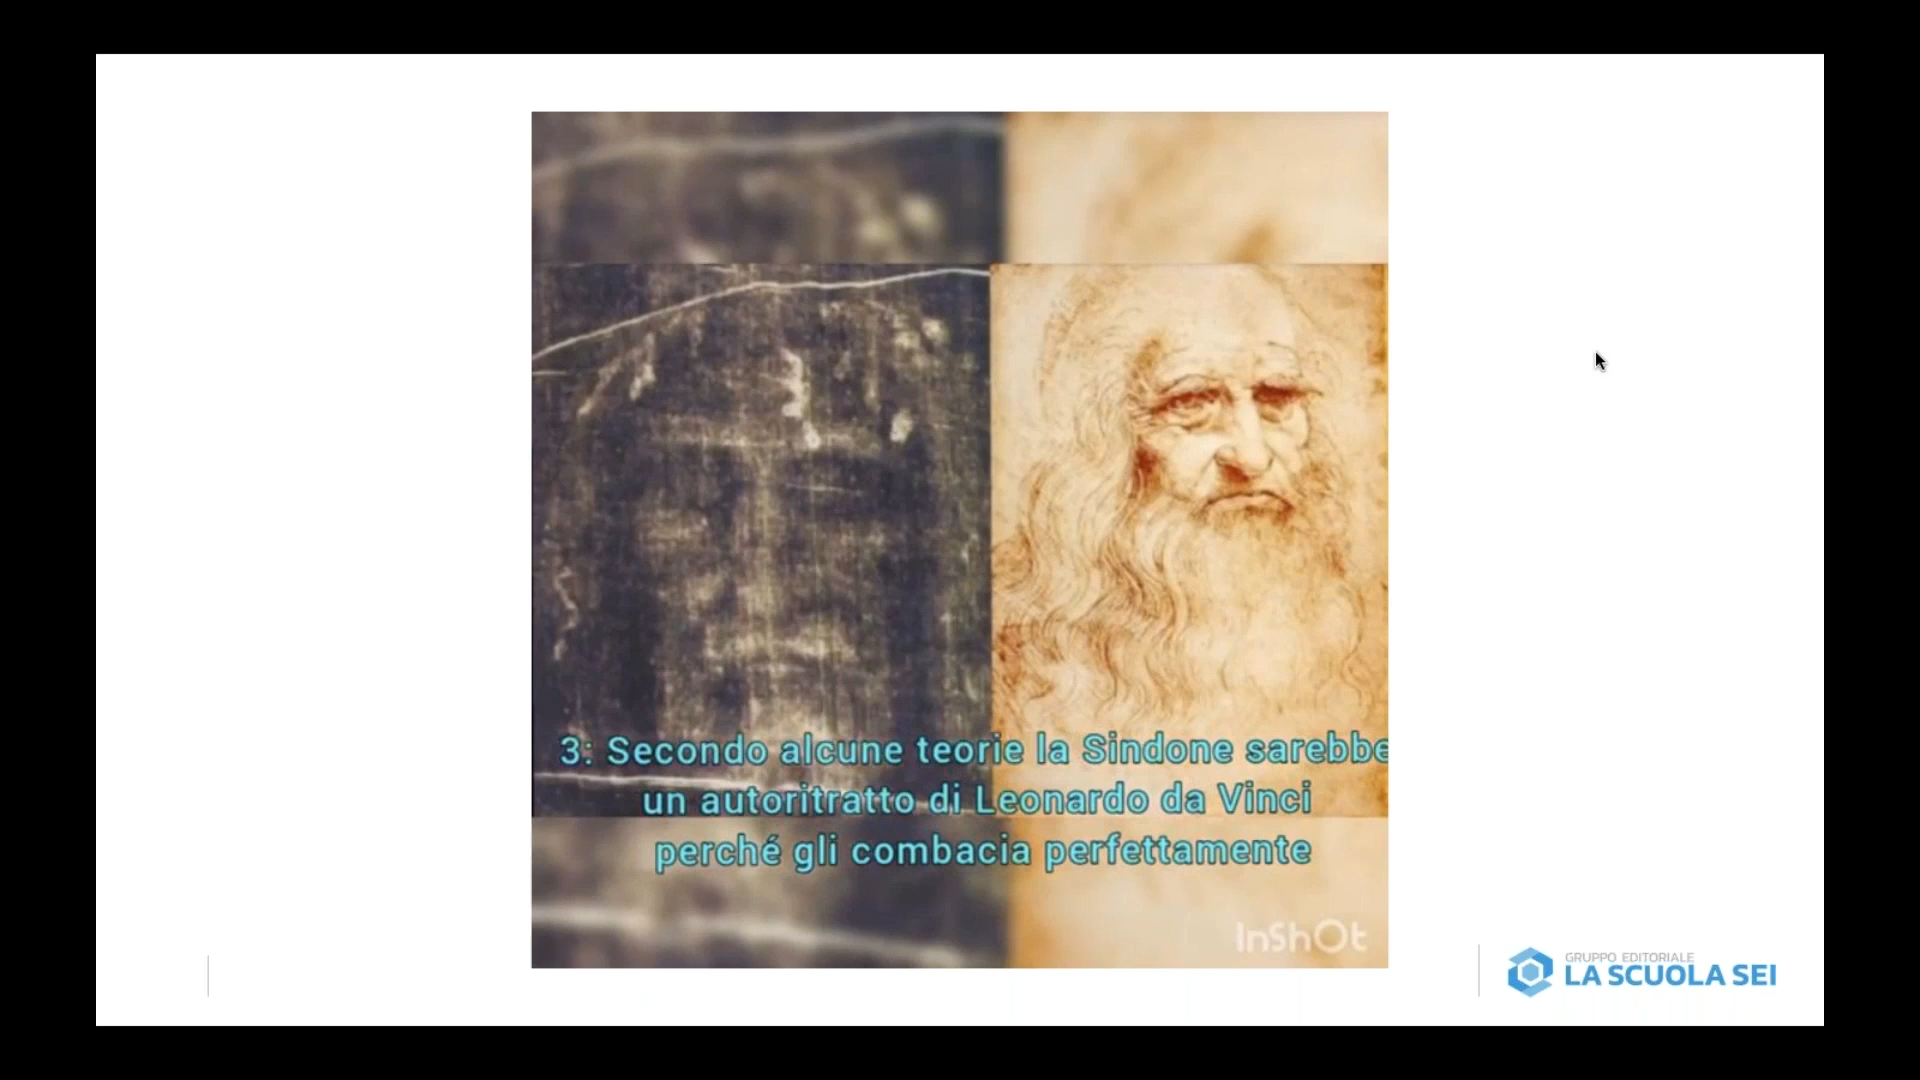 3: Secondo alcune teorie la Sindone sarebbe
un autoritratto di Leonardo da Vinci
perché gli combacia perfettamente
InShOt
GRUPPO EDITORIALE
LA SCUOLA SEI